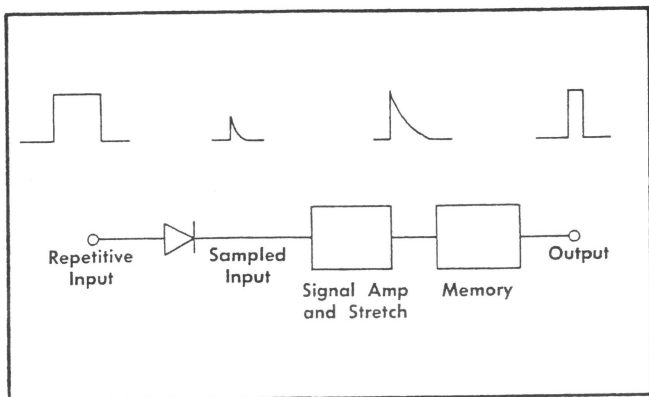 Repetitive
Input
Sampled
Input
Signal Amp
and Stretch
Memory
Output